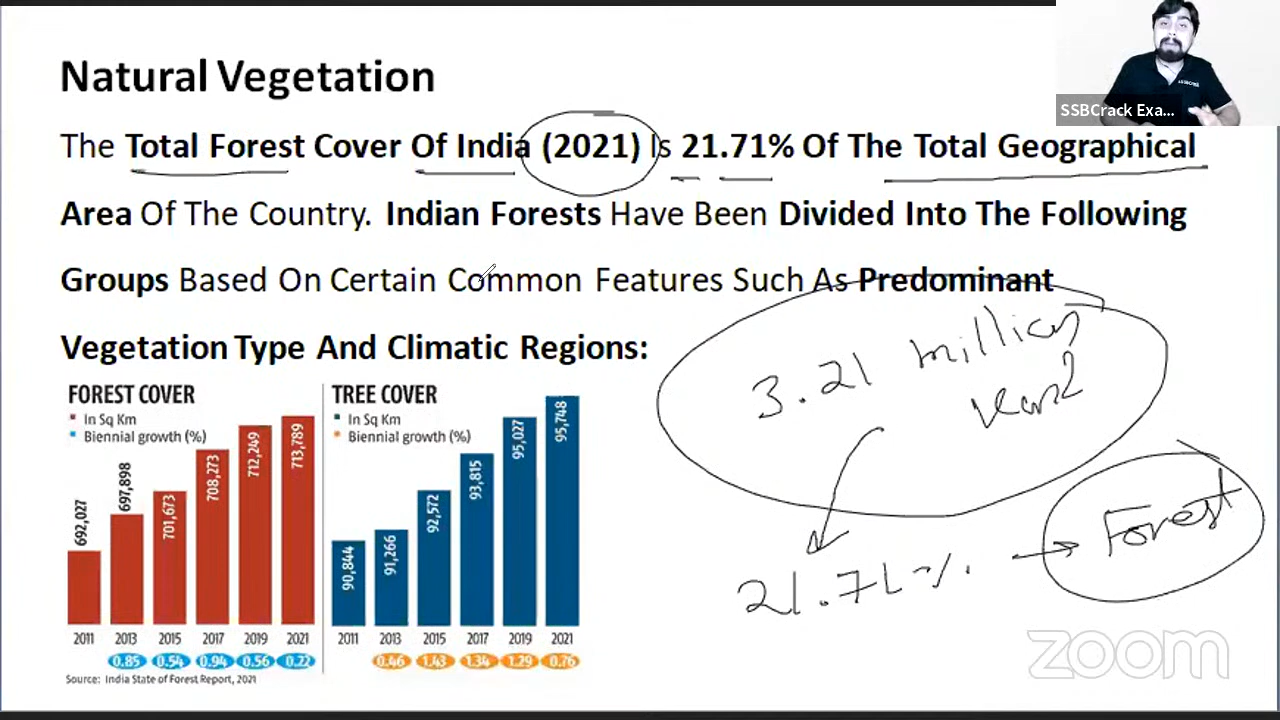 Natural Vegetation
SSBCrack Exa...
The Total Forest Cover Of India (2021) Is 21.71% Of The Total Geographical
Area Of The Country. Indian Forests Have Been Divided Into The Following
Groups Based On Certain Common Features Such As Predominant
Vegetation Type And Climatic Regions:
3.21 million
21.71%
Forest
FOREST COVER
In Sq Km
Biennial growth (%)
692,027
697,898
701,673
708,273
712,249
713,789
2011 2013 2015 2017 2019 2021
0.85 0.54 0.94 0.56 0.22
TREE COVER
In Sq Km
Biennial growth (%)
90,844
91,266
92,572
93,815
95,027
95,748
2011 2013 2015 2017 2019 2021
0.46 1.43 1.34 1.29 0.76
Source: India State of Forest Report, 2021
zoom